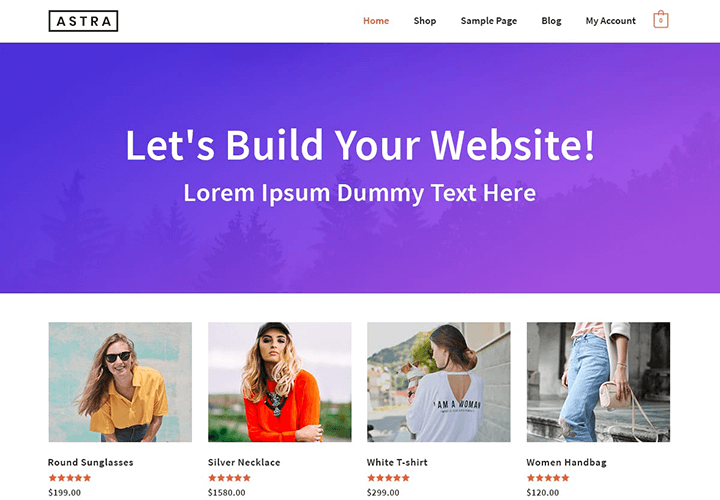 ASTRA
Home Shop Sample Page Blog My Account 0
Let's Build Your Website!
Lorem Ipsum Dummy Text Here
I AM A WOMAN
Round Sunglasses Silver Necklace White T-shirt Women Handbag
$199.00 $1580.00 $299.00 $120.00